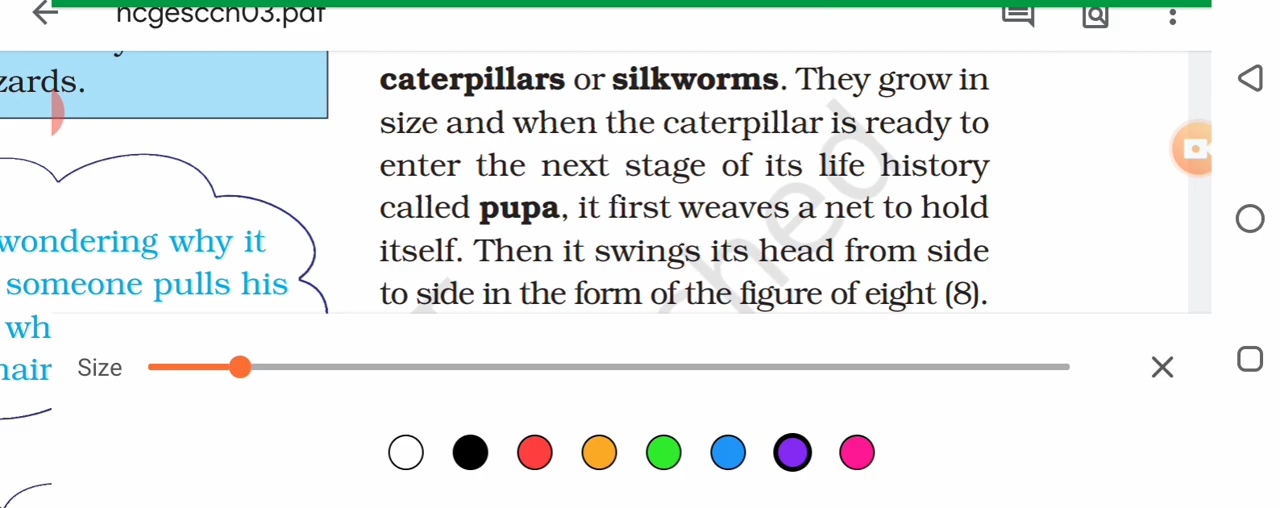 hcgescch03.pdf
zards.
caterpillars or silkworms. They grow in
size and when the caterpillar is ready to
enter the next stage of its life history
called pupa, it first weaves a net to hold
itself. Then it swings its head from side
to side in the form of the figure of eight (8).
wondering why it
someone pulls his
wh
hair
Size